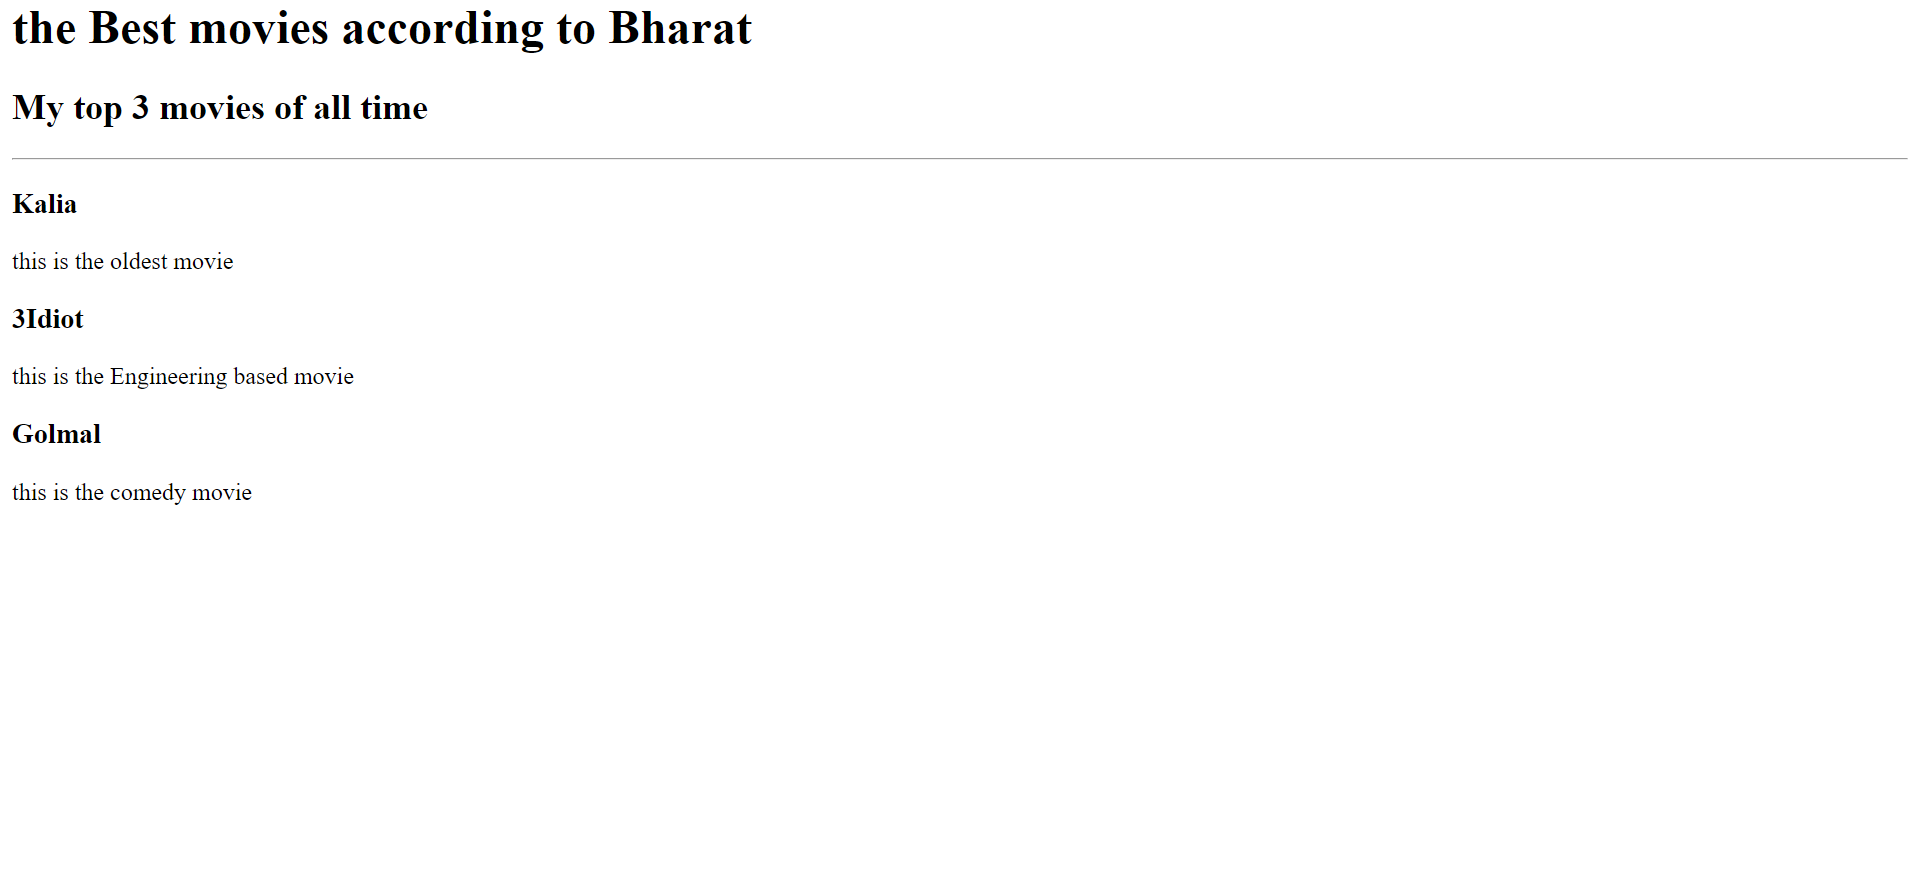 the Best movies according to Bharat
My top 3 movies of all time
Kalia
this is the oldest movie
3Idiot
this is the Engineering based movie
Golmal
this is the comedy movie